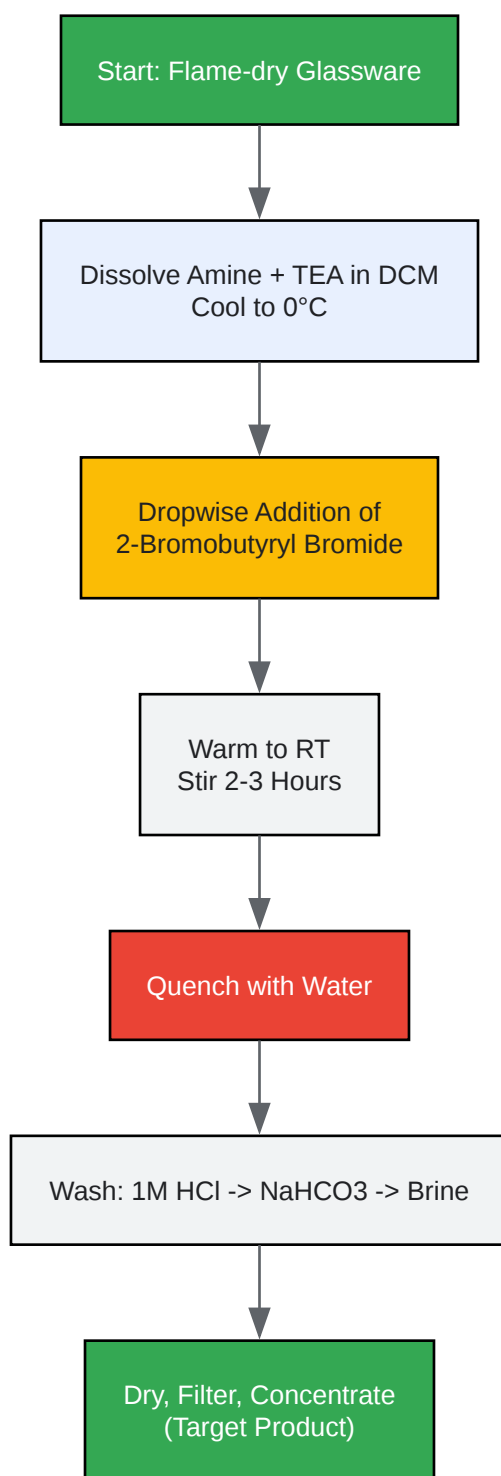 Start: Flame-dry Glassware
Dissolve Amine + TEA in DCM
Cool to 0°C
Dropwise Addition of
2-Bromobutyryl Bromide
Warm to RT
Stir 2-3 Hours
Quench with Water
Wash: 1M HCl -> NaHCO3 -> Brine
Dry, Filter, Concentrate
(Target Product)